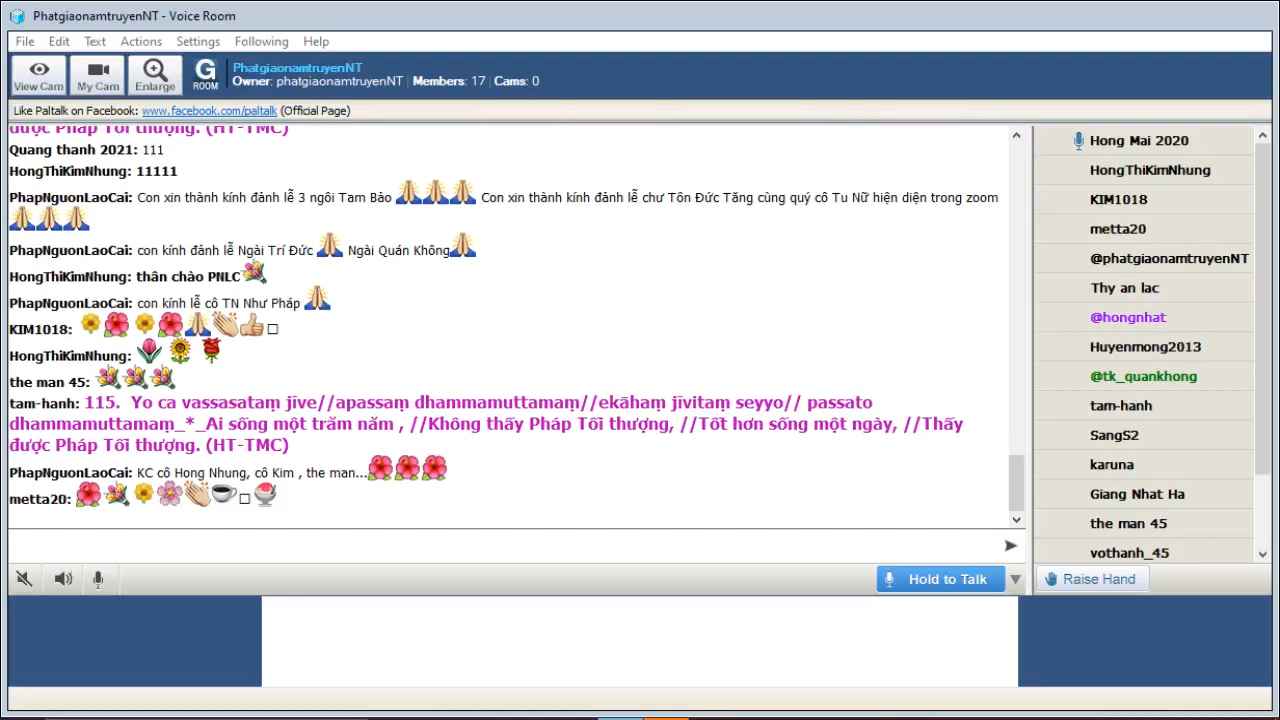 PhatgiaonamtruyenNT - Voice Room
File Edit Text Actions Settings Following Help
View Cam My Cam Enlarge G ROOM
PhatgiaonamtruyenNT
Owner: phatgiaonamtruyenNT Members: 17 Cams: 0
Like Paltalk on Facebook: www.facebook.com/paltalk (Official Page)
được Pháp Tối thượng. (HT-TMC)
Quang thanh 2021: 111
HongThiKimNhung: 11111
PhapNguonLaoCai: Con xin thành kính đảnh lễ 3 ngôi Tam Bảo Con xin thành kính đảnh lễ chư Tôn Đức Tăng cùng quý cô Tu Nữ hiện diện trong zoom
PhapNguonLaoCai: con kính đảnh lễ Ngài Trí Đức Ngài Quán Không
HongThiKimNhung: thân chào PNLC
PhapNguonLaoCai: con kính lễ cô TN Như Pháp
KIM1018:
HongThiKimNhung:
the man 45:
tam-hanh: 115. Yo ca vassasataṃ jīve//apassaṃ dhammamuttamaṃ//ekāhaṃ jīvitaṃ seyyo// passato
dhammamuttamaṃ_*_Ai sống một trăm năm , //Không thấy Pháp Tối thượng, //Tốt hơn sống một ngày, //Thấy
được Pháp Tối thượng. (HT-TMC)
PhapNguonLaoCai: KC cô Hong Nhung, cô Kim , the man...
metta20:
Hold to Talk
Hong Mai 2020
HongThiKimNhung
KIM1018
metta20
@phatgiaonamtruyenNT
Thy an lac
@hongnhat
Huyenmong2013
@tk_quankhong
tam-hanh
SangS2
karuna
Giang Nhat Ha
the man 45
vothanh_45
Raise Hand